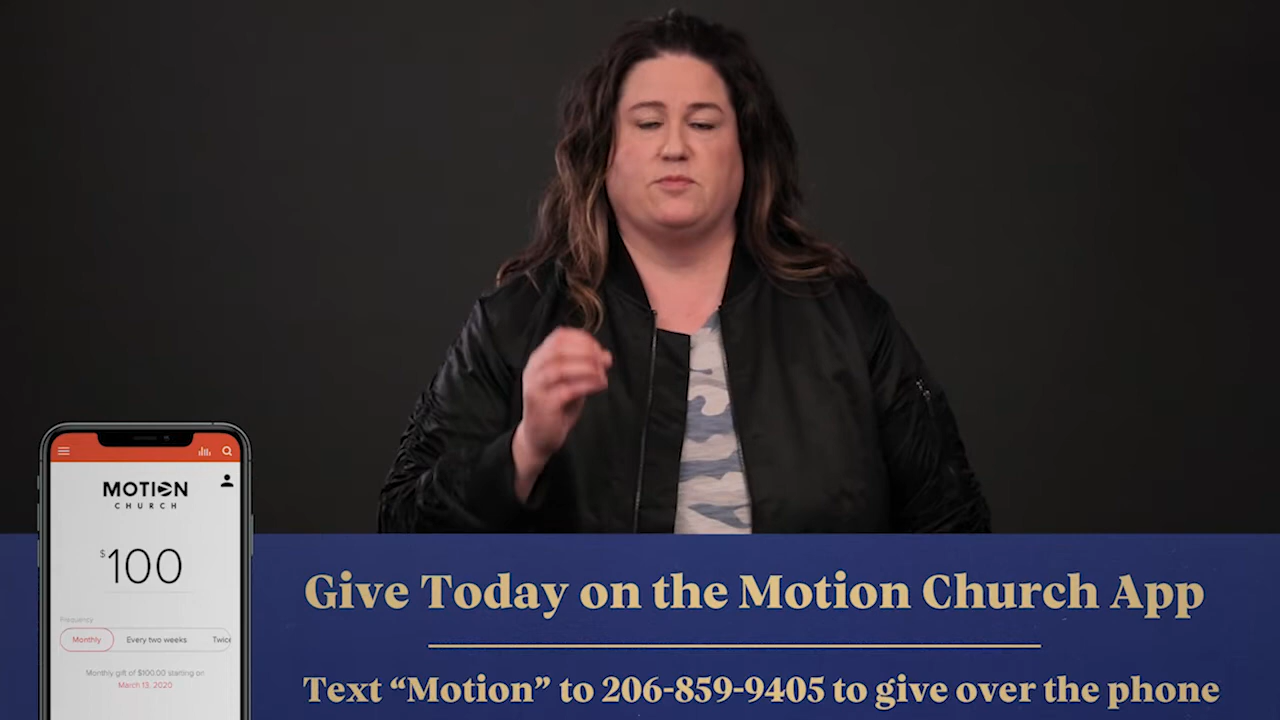 MOTION
CHURCH
$100
Frequency
Monthly Every two weeks Twice
Monthly gift of $100.00 starting on
March 13, 2020
Give Today on the Motion Church App
Text “Motion” to 206-859-9405 to give over the phone